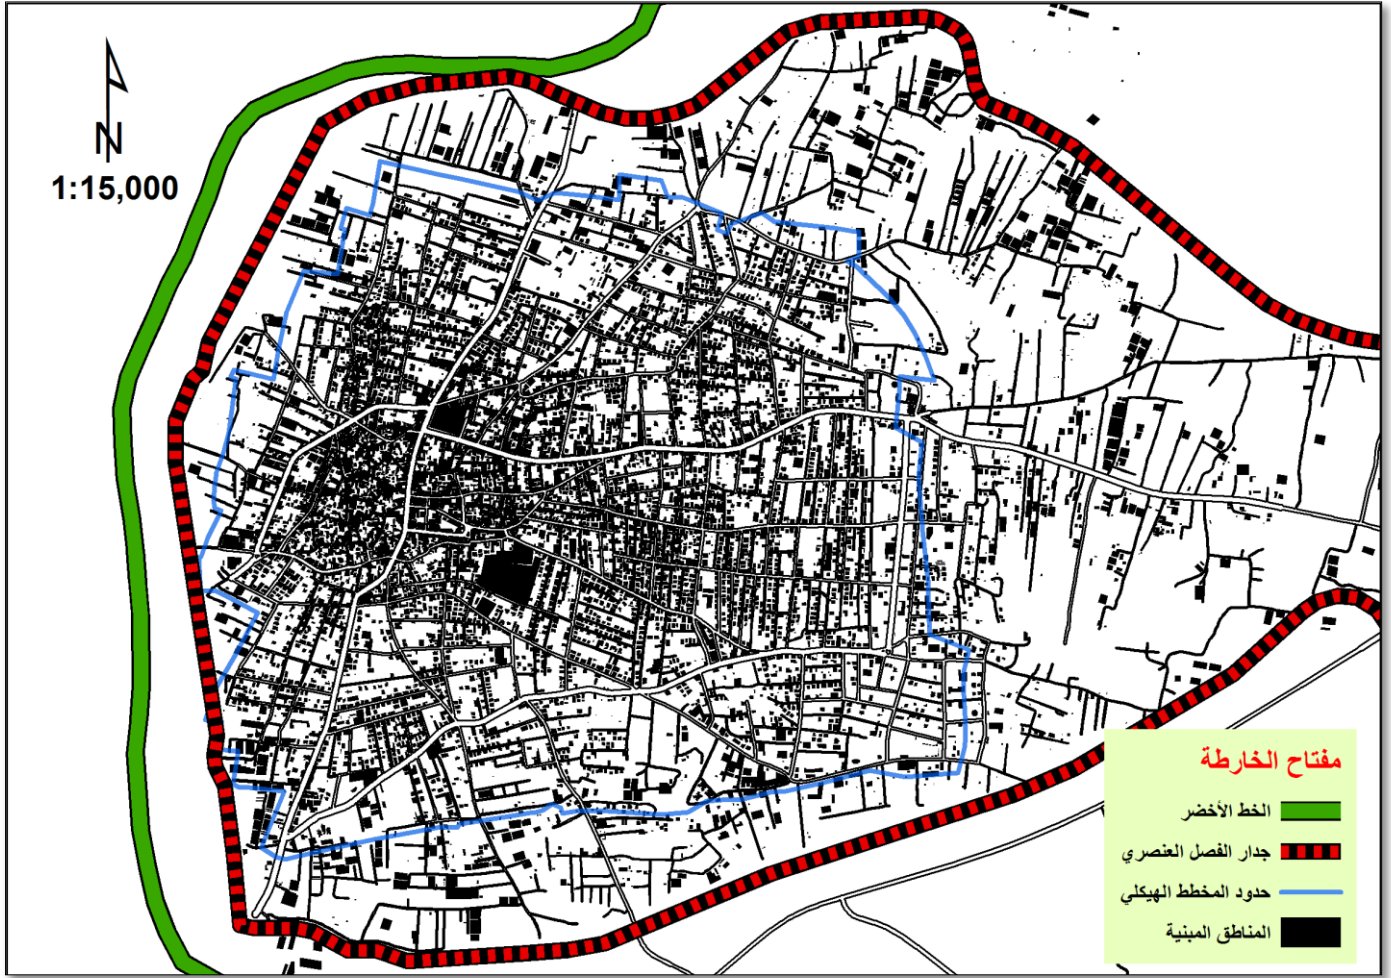 N
1:15,000
مفتاح الخارطة
الخط الأخضر
جدار الفصل العنصري
حدود المخطط الهيكلي
المناطق المبنية